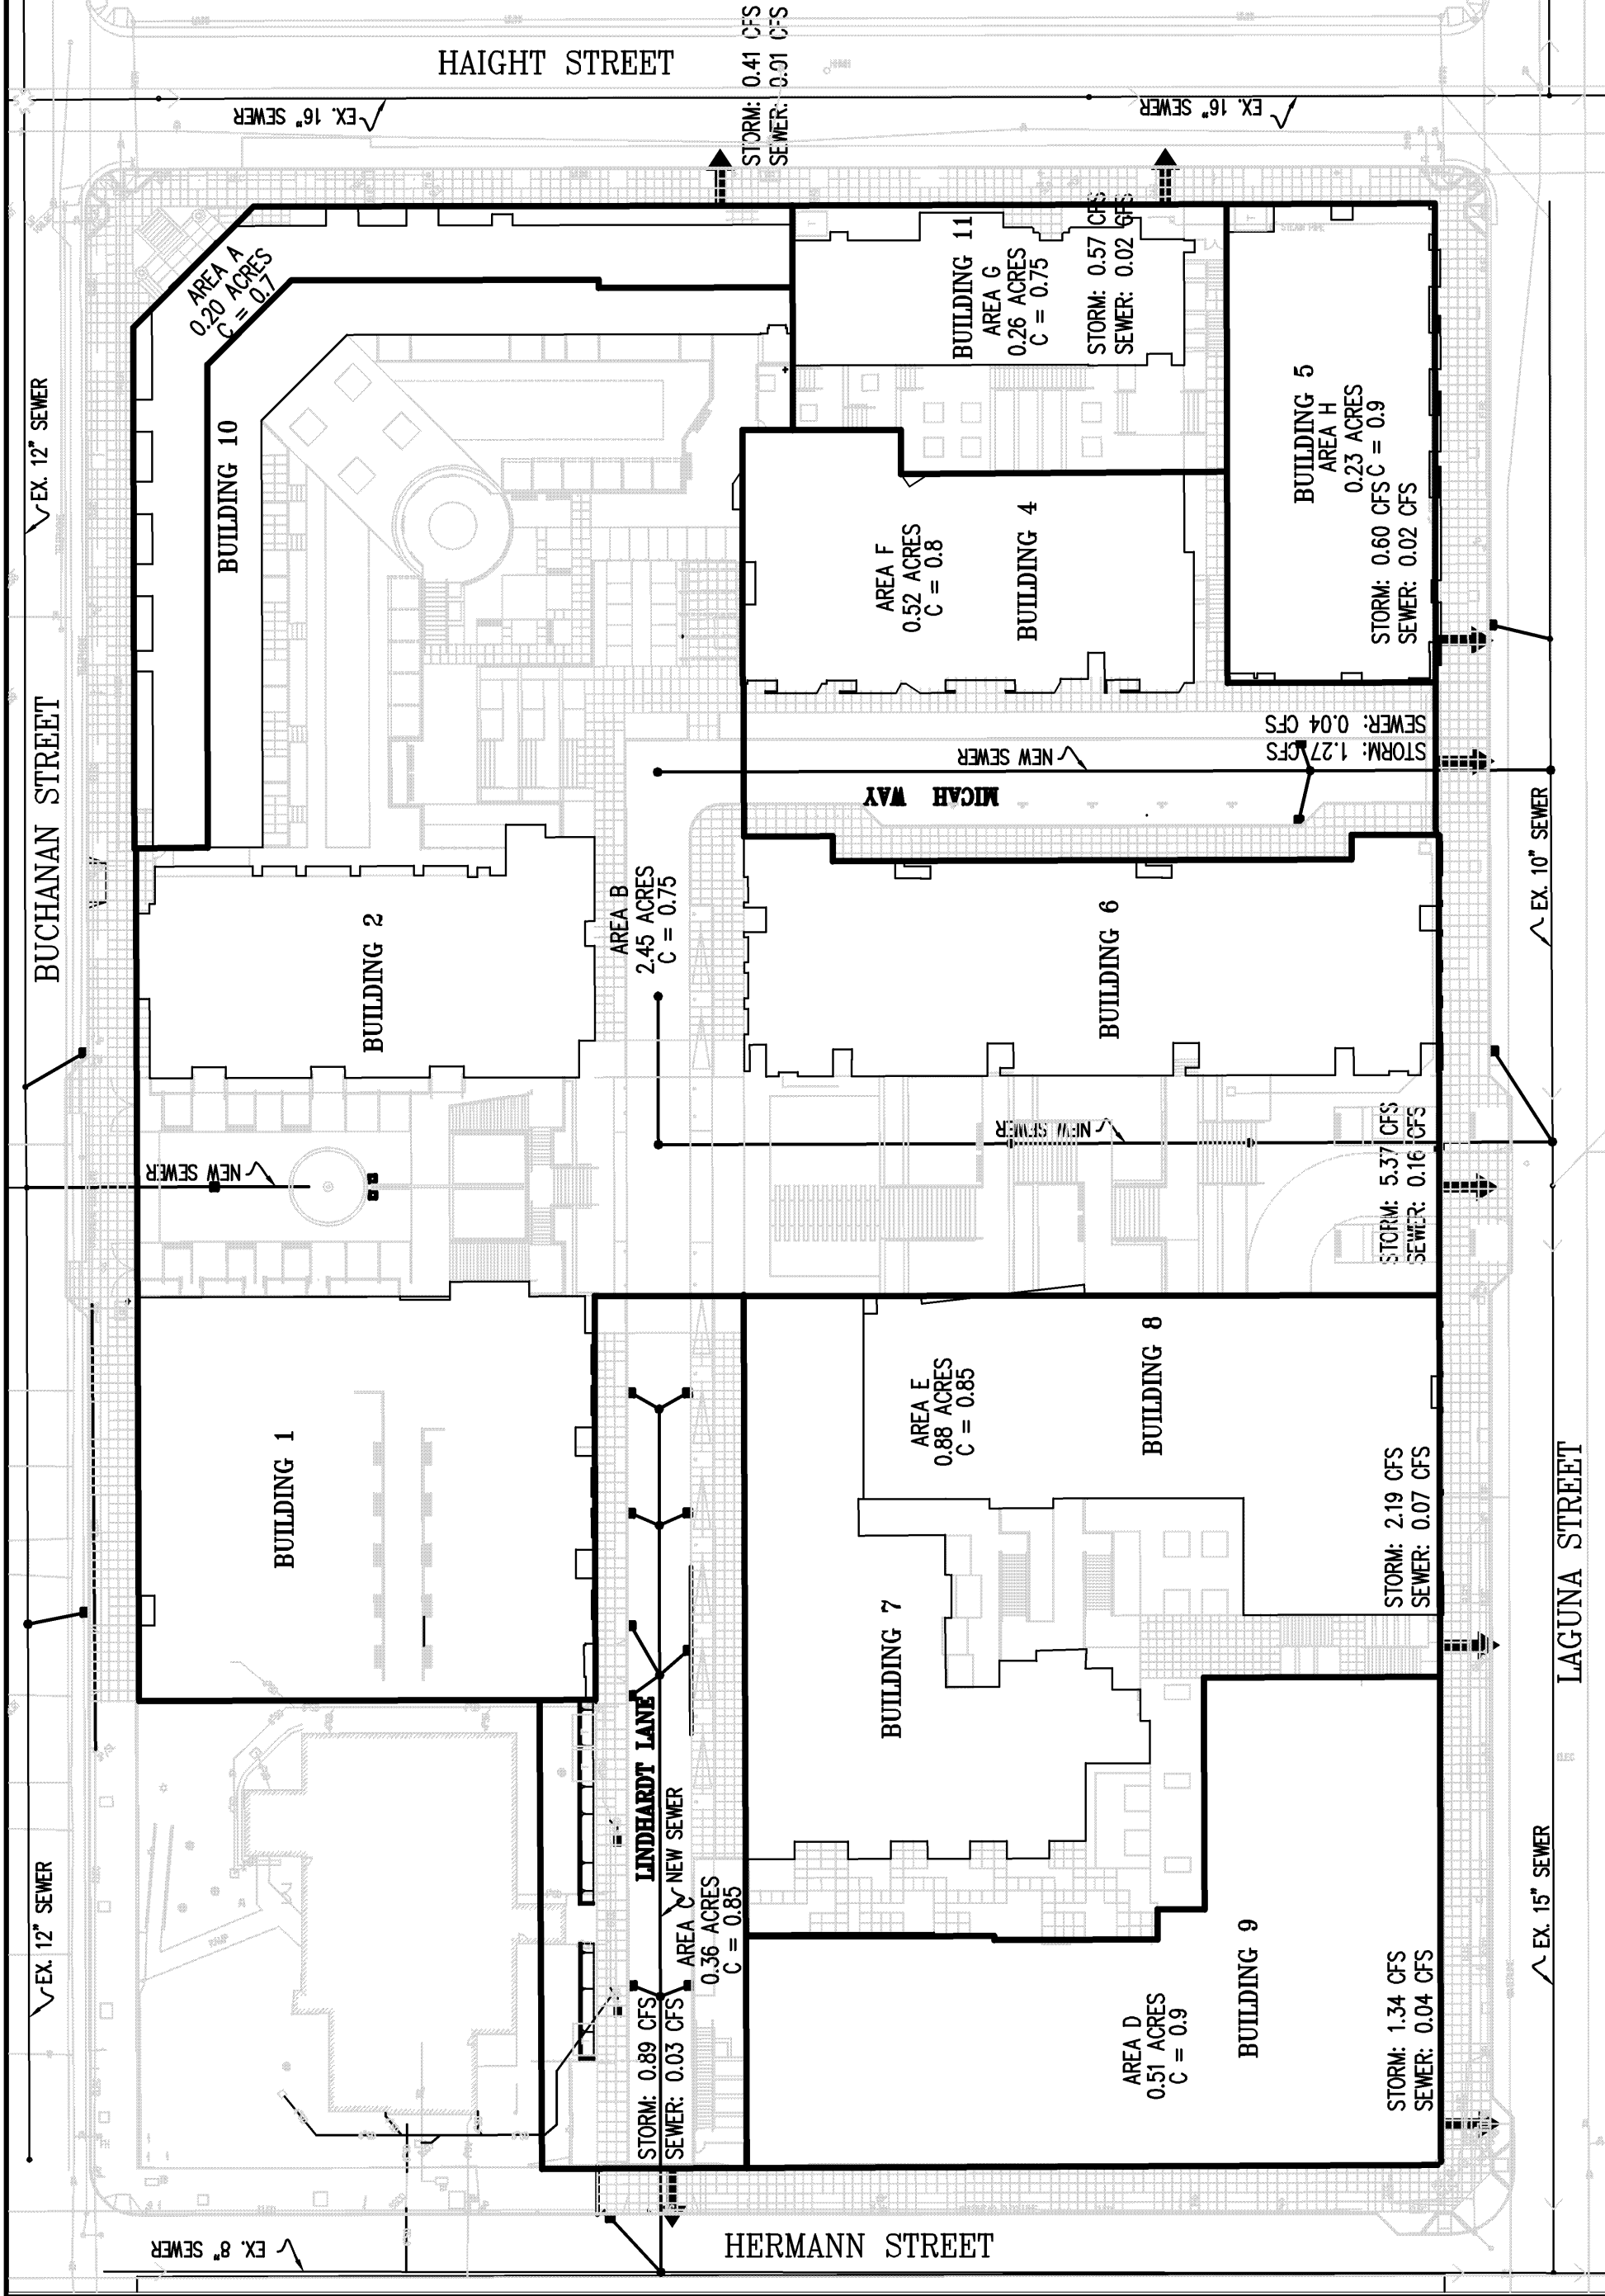 HAIGHT STREET
STORM: 0.41 CFS
SEWER: 0.01 CFS
EX. 16" SEWER
EX. 16" SEWER
AREA A
0.20 ACRES
C = 0.7
EX. 12" SEWER
BUILDING 10
BUILDING 11
AREA G
0.26 ACRES
C = 0.75
STORM: 0.57 CFS
SEWER: 0.02 CFS
STEAM PIPE
BUILDING 5
AREA H
0.23 ACRES
C = 0.9
STORM: 0.60 CFS
SEWER: 0.02 CFS
AREA F
0.52 ACRES
C = 0.8
BUILDING 4
BUCHANAN STREET
SEWER: 0.04 CFS
STORM: 1.27 CFS
NEW SEWER
MICAH WAY
EX. 10" SEWER
BUILDING 2
AREA B
2.45 ACRES
C = 0.75
BUILDING 6
NEW SEWER
NEW SEWER
STORM: 5.37 CFS
SEWER: 0.16 CFS
BUILDING 1
AREA E
0.88 ACRES
C = 0.85
BUILDING 8
STORM: 2.19 CFS
SEWER: 0.07 CFS
LAGUNA STREET
BUILDING 7
LINDHARDT LANE
NEW SEWER
AREA C
0.36 ACRES
C = 0.85
STORM: 0.89 CFS
SEWER: 0.03 CFS
EX. 12" SEWER
ELEC
EX. 15" SEWER
AREA D
0.51 ACRES
C = 0.9
BUILDING 9
STORM: 1.34 CFS
SEWER: 0.04 CFS
EX. 8" SEWER
HERMANN STREET